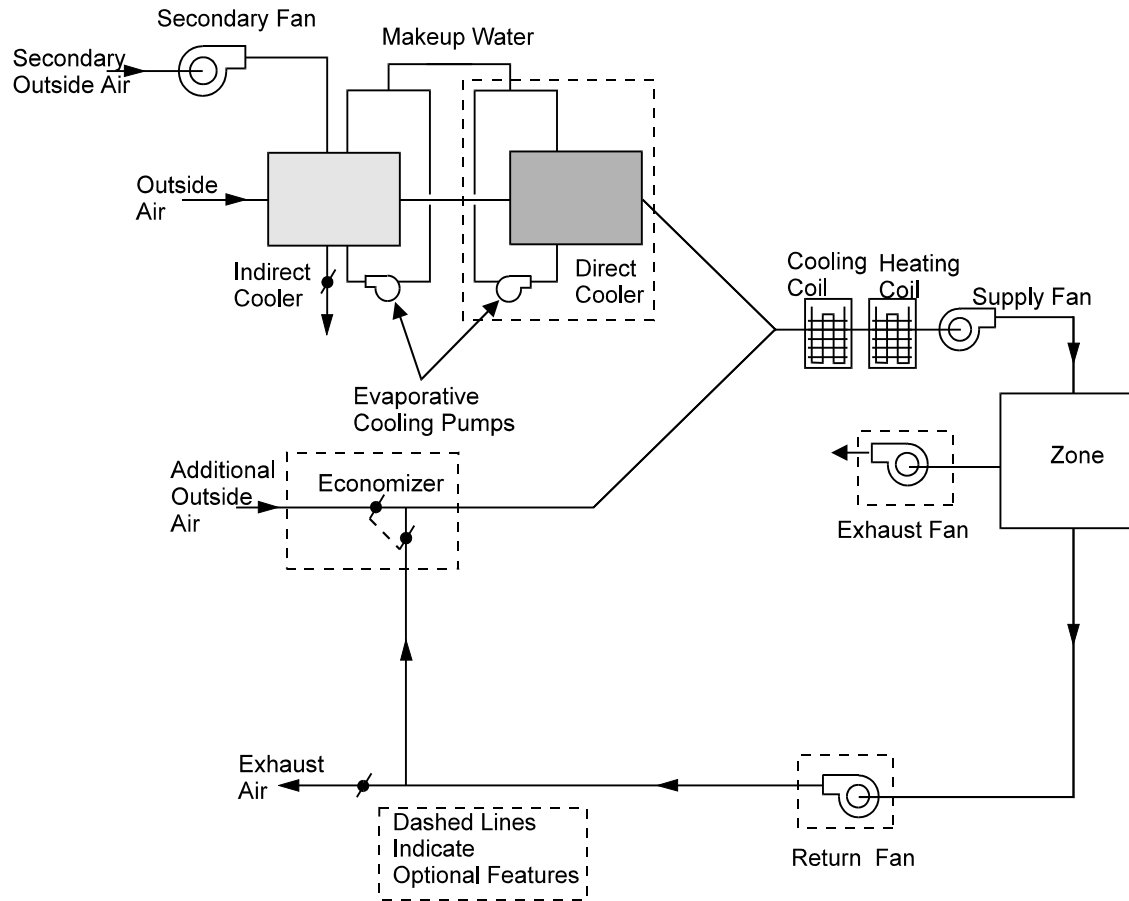 Secondary Fan
Makeup Water
Secondary
Outside Air
Outside
Air
Indirect
Cooler
Direct
Cooler
Cooling
Coil
Heating
Coil
Supply Fan
Evaporative
Cooling Pumps
Additional
Outside
Air
Economizer
Zone
Exhaust Fan
Exhaust
Air
Dashed Lines
Indicate
Optional Features
Return Fan